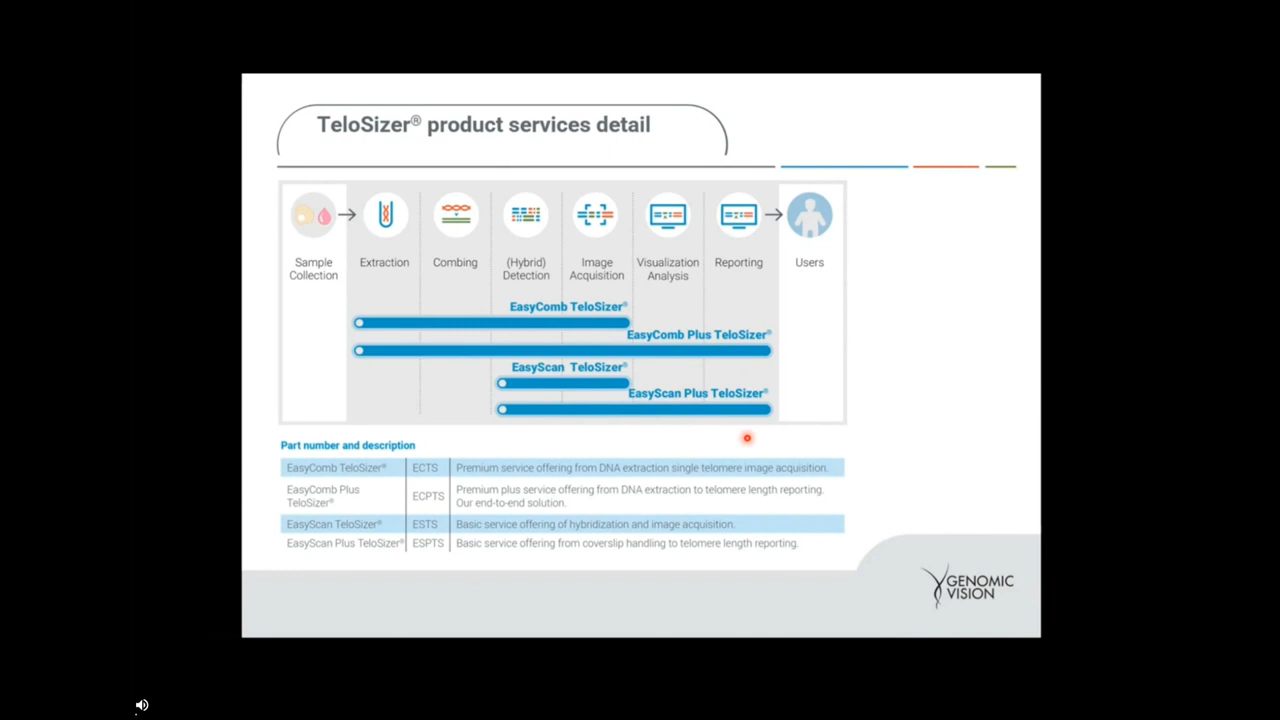 TeloSizer® product services detail
Sample Collection
Extraction
Combing
(Hybrid) Detection
Image Acquisition
Visualization Analysis
Reporting
Users
EasyComb TeloSizer®
EasyComb Plus TeloSizer®
EasyScan TeloSizer®
EasyScan Plus TeloSizer®
Part number and description
EasyComb TeloSizer® ECTS Premium service offering from DNA extraction single telomere image acquisition.
EasyComb Plus TeloSizer® ECPTS Premium plus service offering from DNA extraction to telomere length reporting. Our end-to-end solution.
EasyScan TeloSizer® ESTS Basic service offering of hybridization and image acquisition.
EasyScan Plus TeloSizer® ESPTS Basic service offering from coverslip handling to telomere length reporting.
GENOMIC
VISION